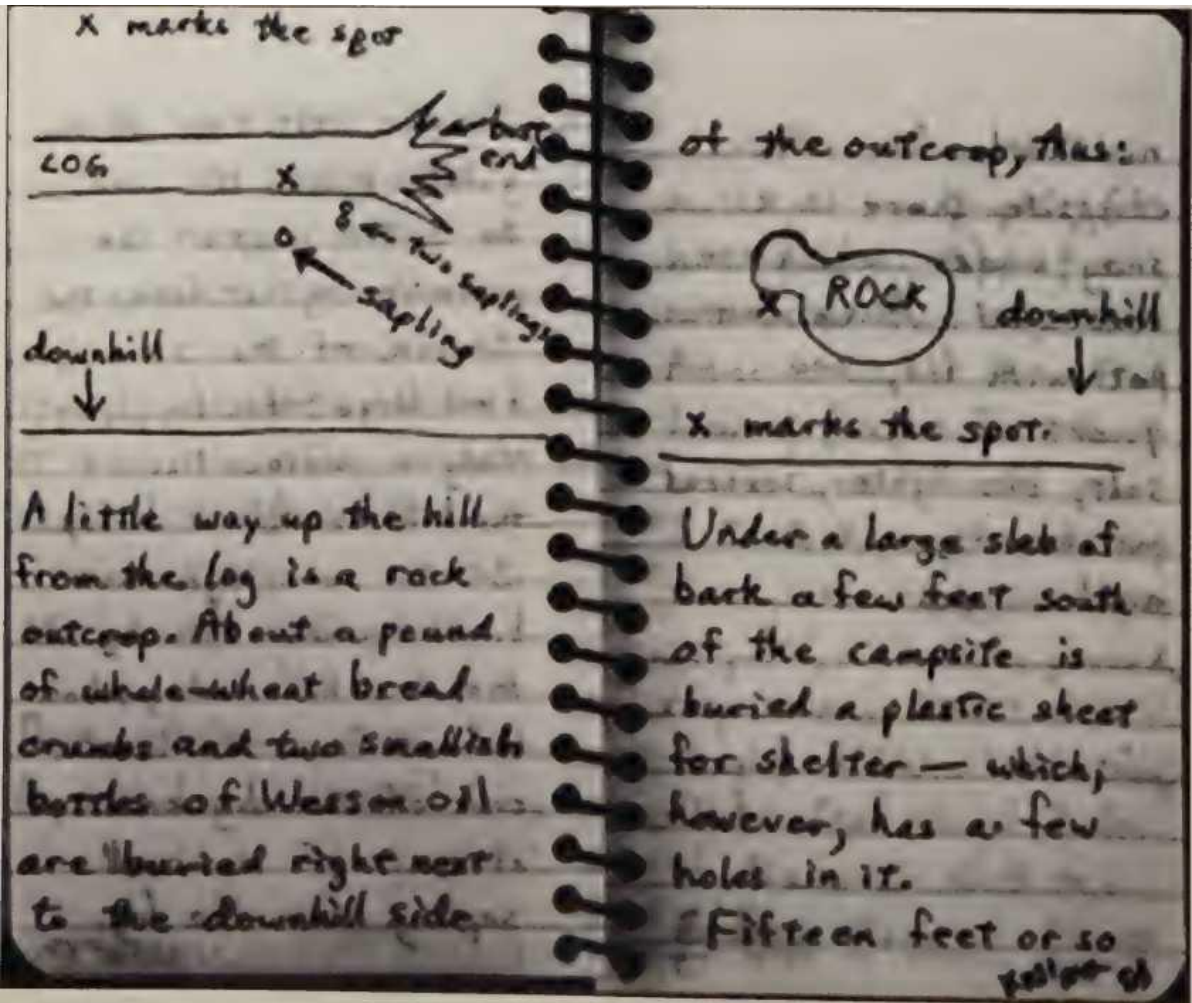 X marks the spot
LOG
X
butt
end
8 ← two saplings
o
sapling
downhill
A little way up the hill
from the log is a rock
outcrop. About a pound
of whole-wheat bread
crumbs and two smallish
bottles of Wesson oil
are buried right next
to the downhill side
of the outcrop, thus:
ROCK
X
downhill
X marks the spot.
Under a large slab of
bark a few feet south
of the campsite is
buried a plastic sheet
for shelter — which,
however, has a few
holes in it.
Fifteen feet or so